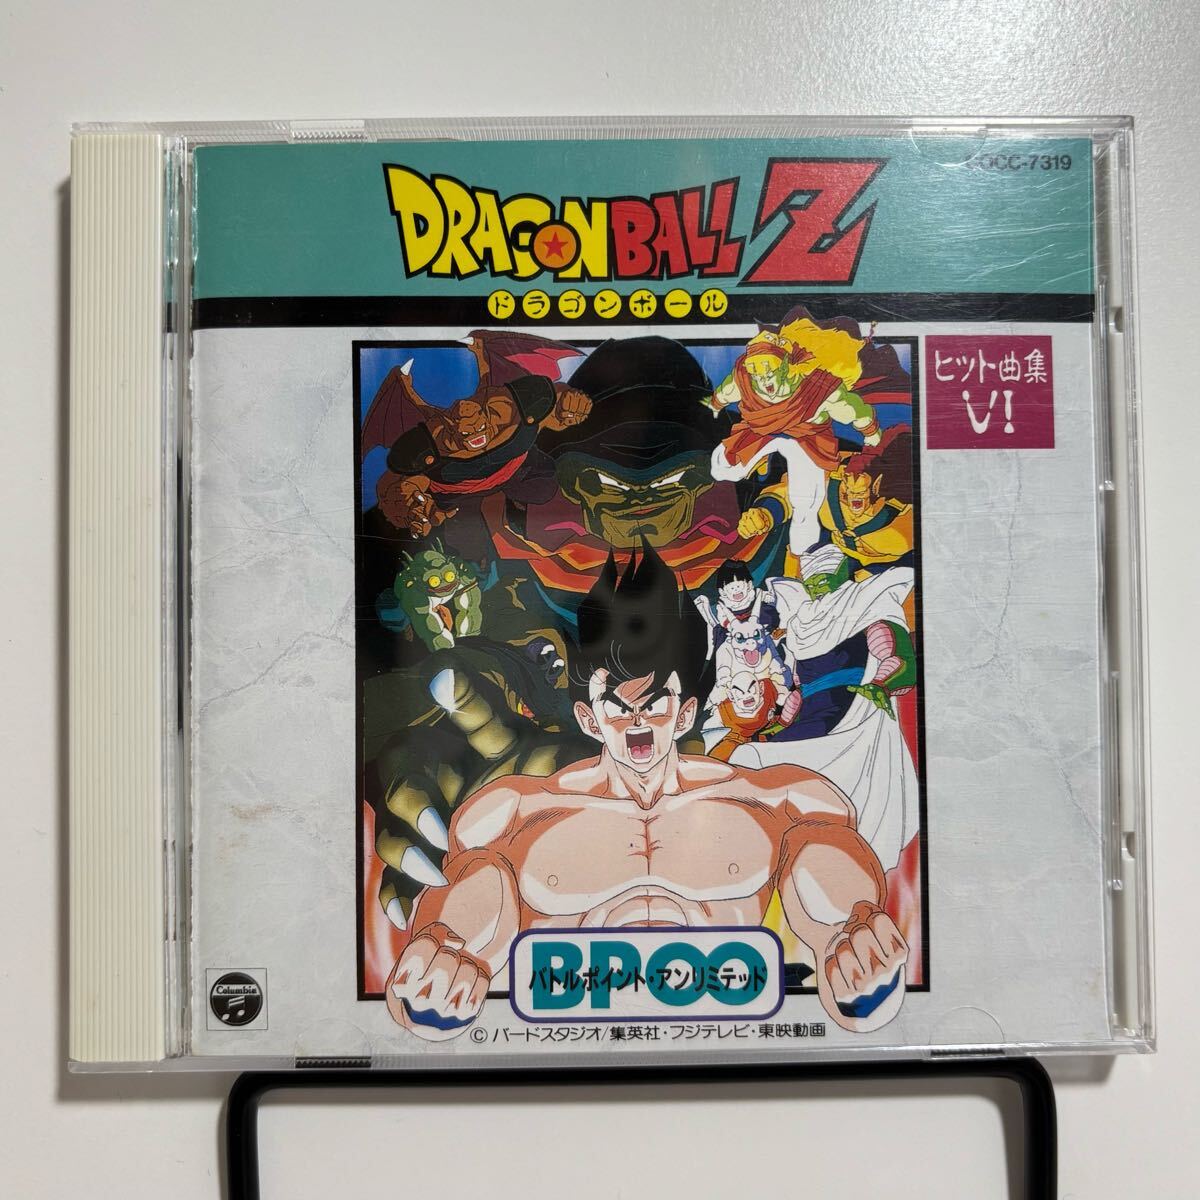 COCC-7319
DRAGON BALL Z
ドラゴンボール
ヒット曲集
VI
BP∞
バトルポイント・アンリミテッド
Columbia
© バードスタジオ/集英社・フジテレビ・東映動画